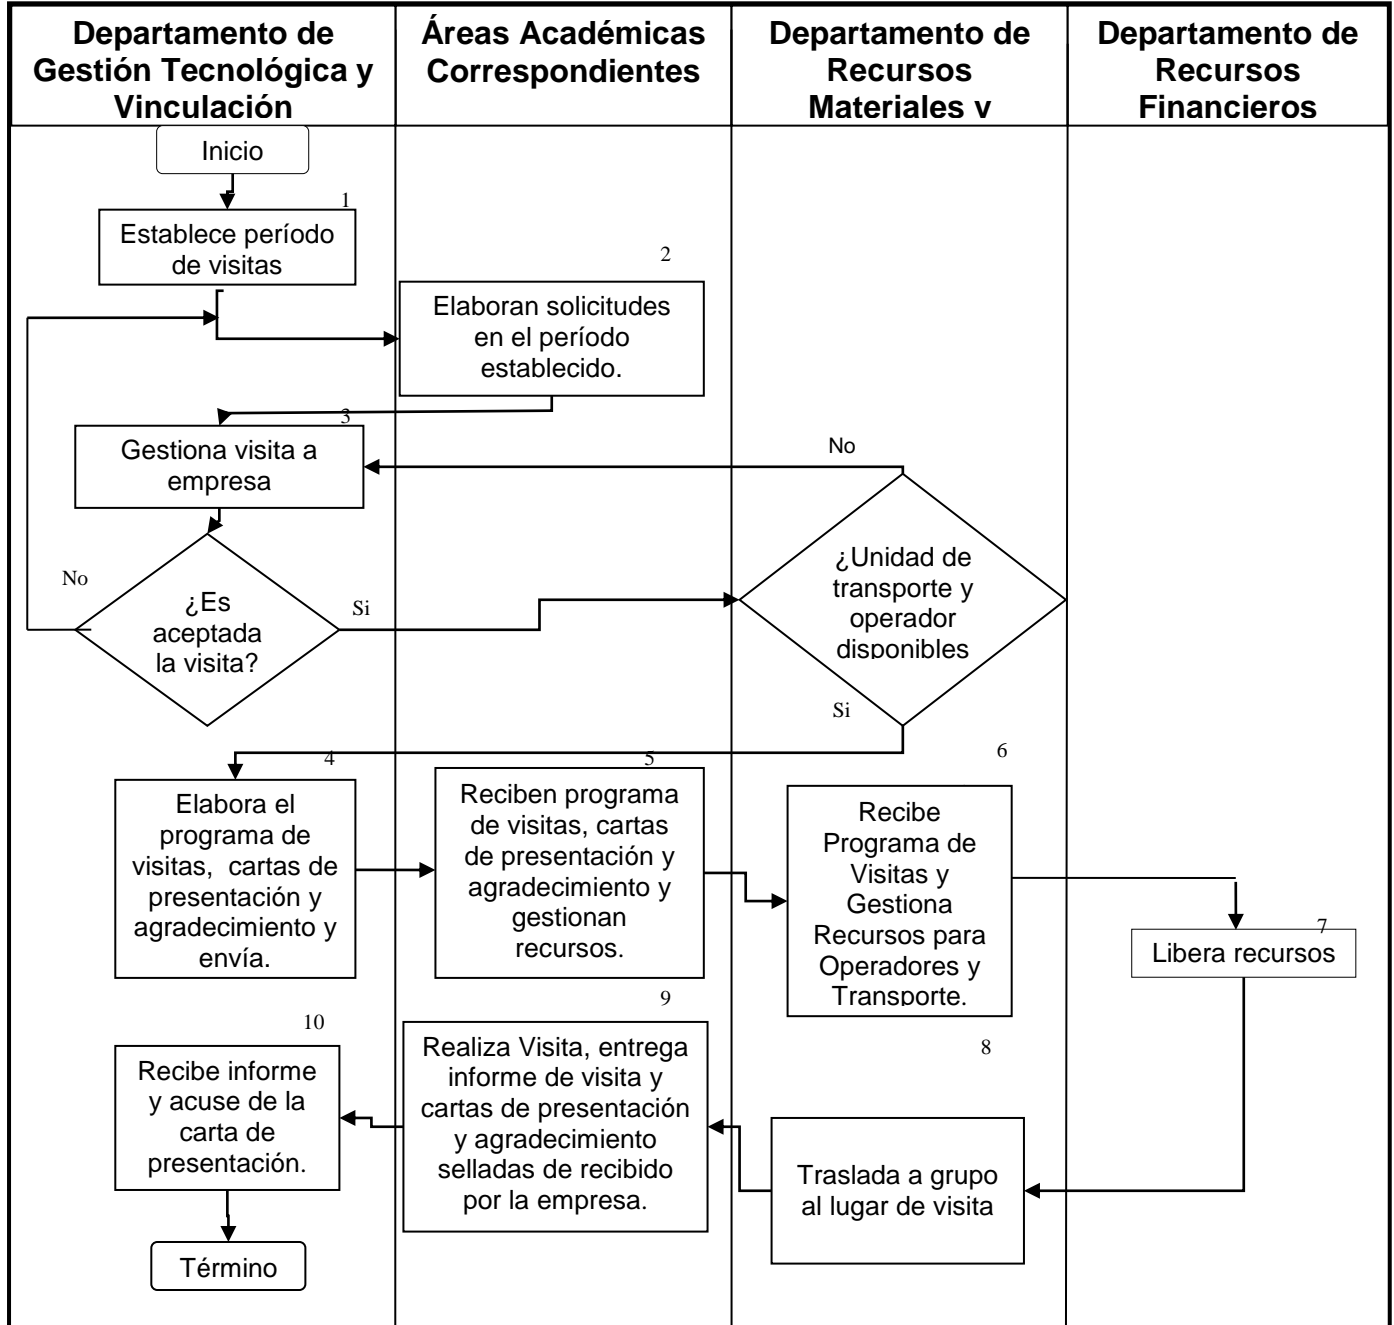 Departamento de
Gestión Tecnológica y
Vinculación
Áreas Académicas
Correspondientes
Departamento de
Recursos
Materiales v
Departamento de
Recursos
Financieros
Inicio
1
Establece período
de visitas
2
Elaboran solicitudes
en el período
establecido.
3
Gestiona visita a
empresa
No
No
¿Es
aceptada
la visita?
Si
¿Unidad de
transporte y
operador
disponibles
Si
4
Elabora el
programa de
visitas, cartas de
presentación y
agradecimiento y
envía.
5
Reciben programa
de visitas, cartas
de presentación y
agradecimiento y
gestionan
recursos.
6
Recibe
Programa de
Visitas y
Gestiona
Recursos para
Operadores y
Transporte.
7
Libera recursos
8
Traslada a grupo
al lugar de visita
9
Realiza Visita, entrega
informe de visita y
cartas de presentación
y agradecimiento
selladas de recibido
por la empresa.
10
Recibe informe
y acuse de la
carta de
presentación.
Término